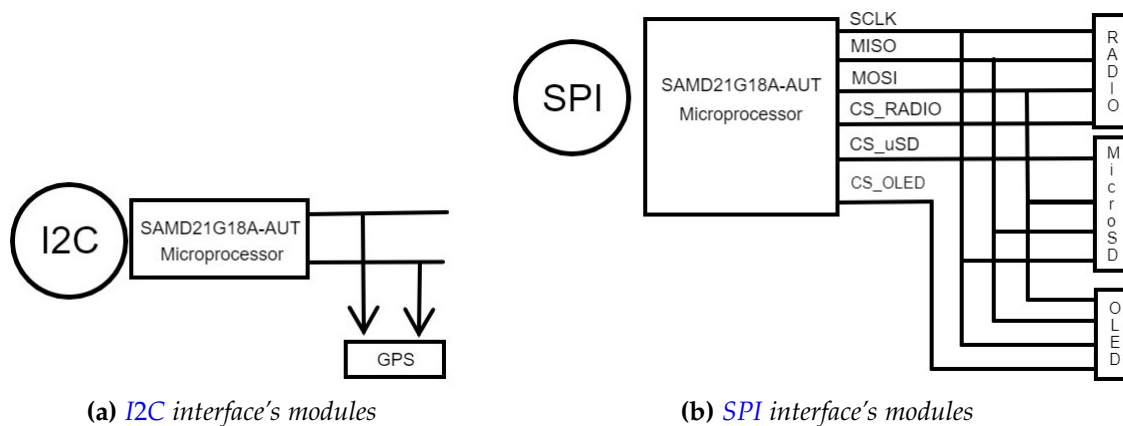 I2C
SAMD21G18A-AUT
Microprocessor
GPS
(a) I2C interface's modules
SPI
SAMD21G18A-AUT
Microprocessor
SCLK
MISO
MOSI
CS_RADIO
CS_uSD
CS_OLED
RADIO
MicroSD
OLED
(b) SPI interface's modules